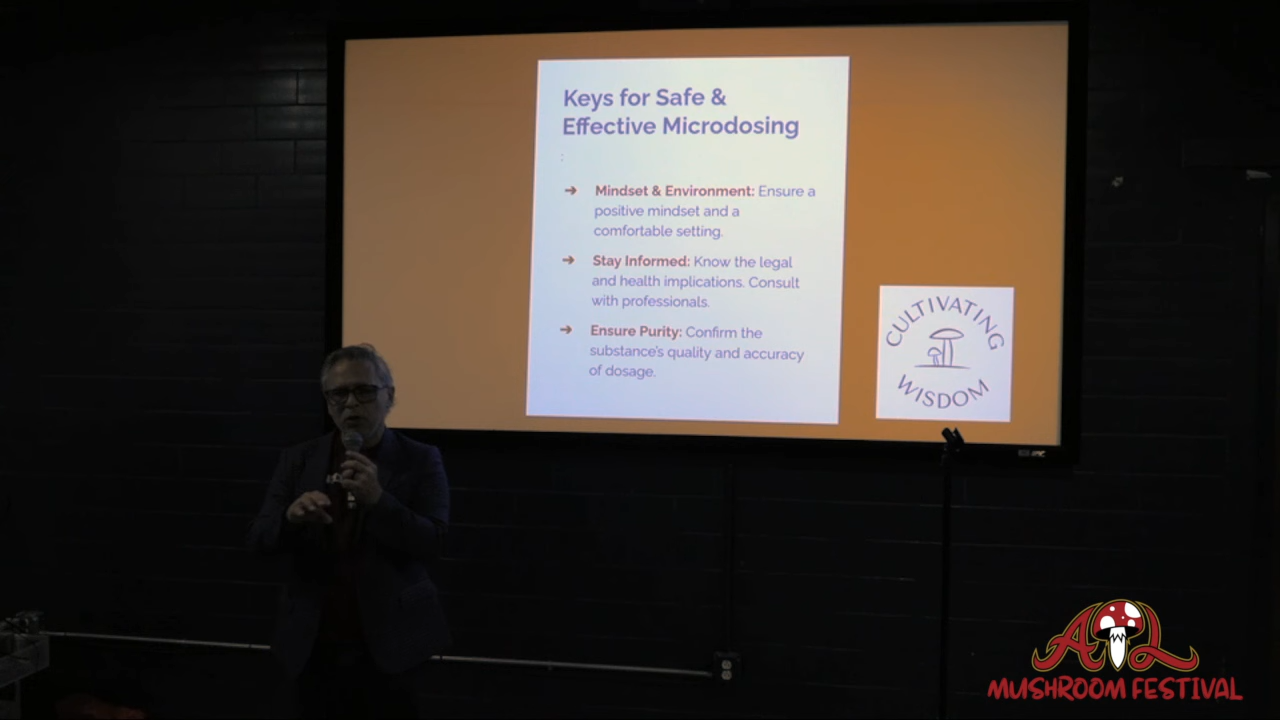 Keys for Safe &
Effective Microdosing
:
➔ Mindset & Environment: Ensure a
positive mindset and a
comfortable setting.
➔ Stay Informed: Know the legal
and health implications. Consult
with professionals.
➔ Ensure Purity: Confirm the
substance's quality and accuracy
of dosage.
CULTIVATING
WISDOM
ATL
MUSHROOM FESTIVAL